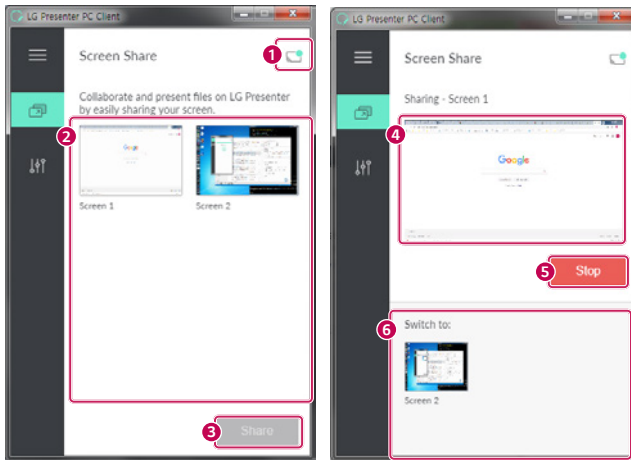 LG Presenter PC Client
Screen Share
1
Collaborate and present files on LG Presenter
by easily sharing your screen.
2
Google
Screen 1
Screen 2
3
Share
LG Presenter PC Client
Screen Share
Sharing - Screen 1
4
Google
5
Stop
6
Switch to:
Screen 2